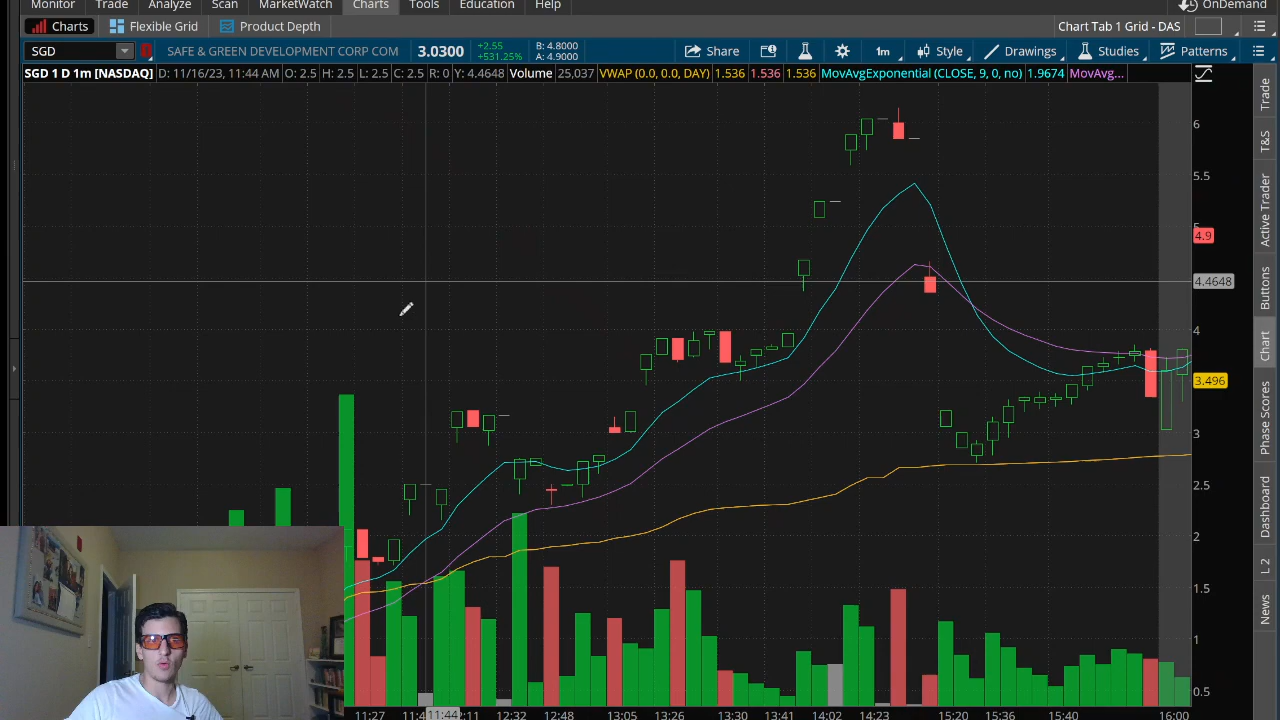 Monitor Trade Analyze Scan MarketWatch Charts Tools Education Help OnDemand
Charts Flexible Grid Product Depth Chart Tab 1 Grid - DAS
SGD SAFE & GREEN DEVELOPMENT CORP COM 3.0300 +2.55 B: 4.8000 Share 1m Style Drawings Studies Patterns
+531.25% A: 4.9000
SGD 1 D 1m [NASDAQ] D: 11/16/23, 11:44 AM O: 2.5 H: 2.5 L: 2.5 C: 2.5 R: 0 Y: 4.4648 Volume 25,037 VWAP (0.0, 0.0, DAY) 1.536 1.536 1.536 MovAvgExponential (CLOSE, 9, 0, no) 1.9674 MovAvg...
6
5.5
5
4.9
4.4648
4
3.496
3
2.5
2
1.5
1
0.5
Trade
T&S
Active Trader
Buttons
Chart
Phase Scores
Dashboard
L 2
News
11:27 11:44 12:32 12:48 13:05 13:26 13:30 13:41 14:02 14:23 15:20 15:36 15:40 16:00